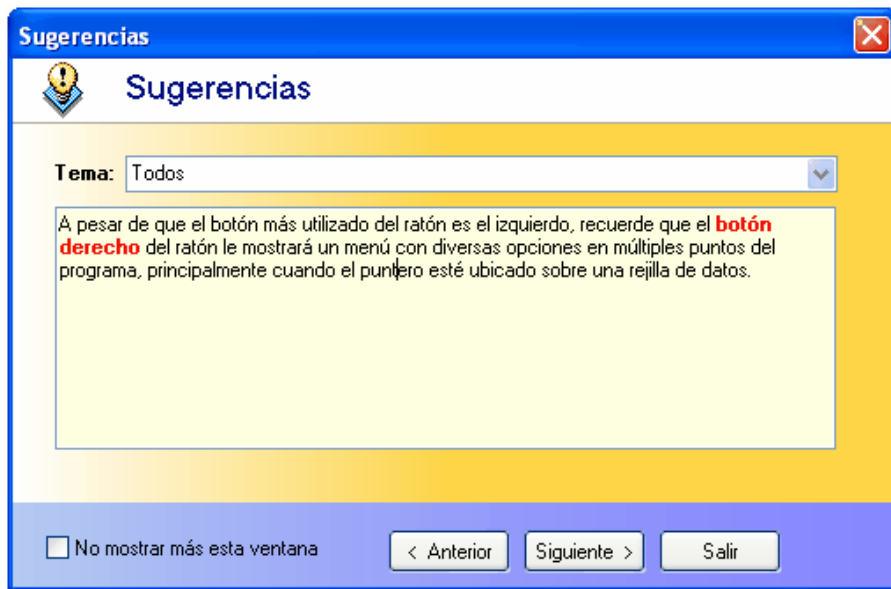 Sugerencias
Sugerencias
Tema: Todos
A pesar de que el botón más utilizado del ratón es el izquierdo, recuerde que el botón
derecho del ratón le mostrará un menú con diversas opciones en múltiples puntos del
programa, principalmente cuando el puntero esté ubicado sobre una rejilla de datos.
No mostrar más esta ventana < Anterior Siguiente > Salir